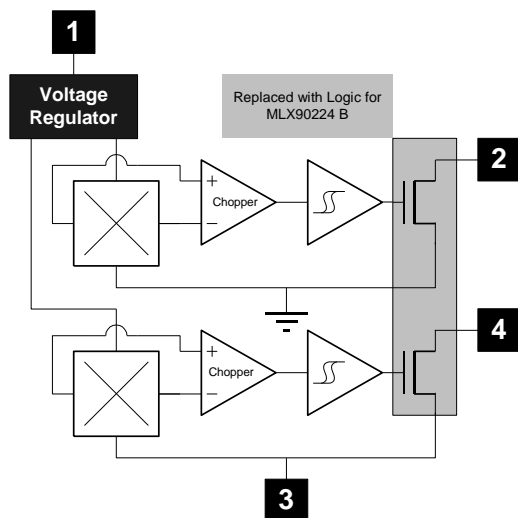 1
Voltage
Regulator
Replaced with Logic for
MLX90224 B
2
+
Chopper
−
4
+
Chopper
−
3